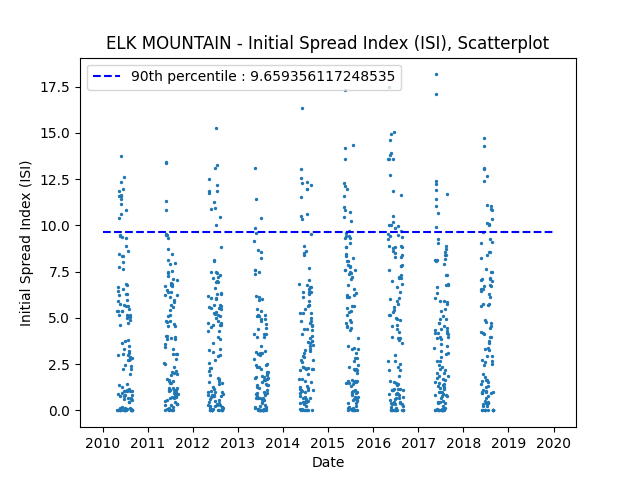 ELK MOUNTAIN - Initial Spread Index (ISI), Scatterplot
90th percentile : 9.659356117248535
17.5
15.0
12.5
10.0
7.5
5.0
2.5
0.0
Initial Spread Index (ISI)
2010 2011 2012 2013 2014 2015 2016 2017 2018 2019 2020
Date